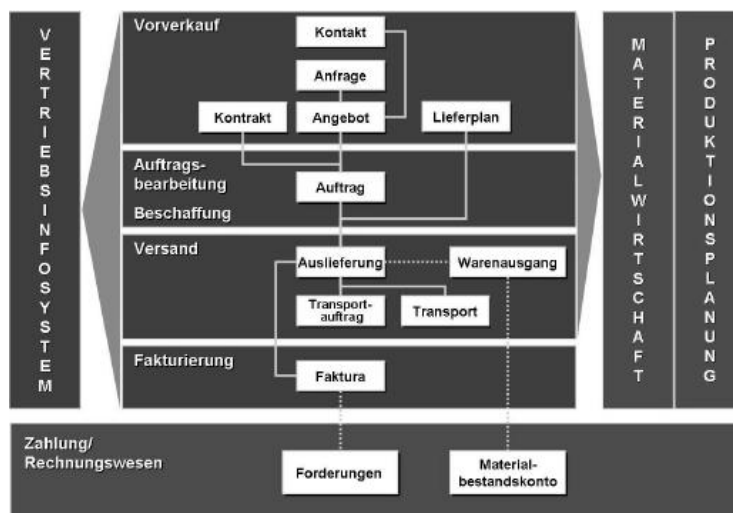 VERTRIEBSINFOSYSTEM
Vorverkauf
Kontakt
Anfrage
Kontrakt
Angebot
Lieferplan
Auftrags-
bearbeitung
Auftrag
Beschaffung
Versand
Auslieferung
Warenausgang
Transport-
auftrag
Transport
Fakturierung
Faktura
MATERIALWIRTSCHAFT
PRODUKTIONSPLANUNG
Zahlung/
Rechnungswesen
Forderungen
Material-
bestandskonto